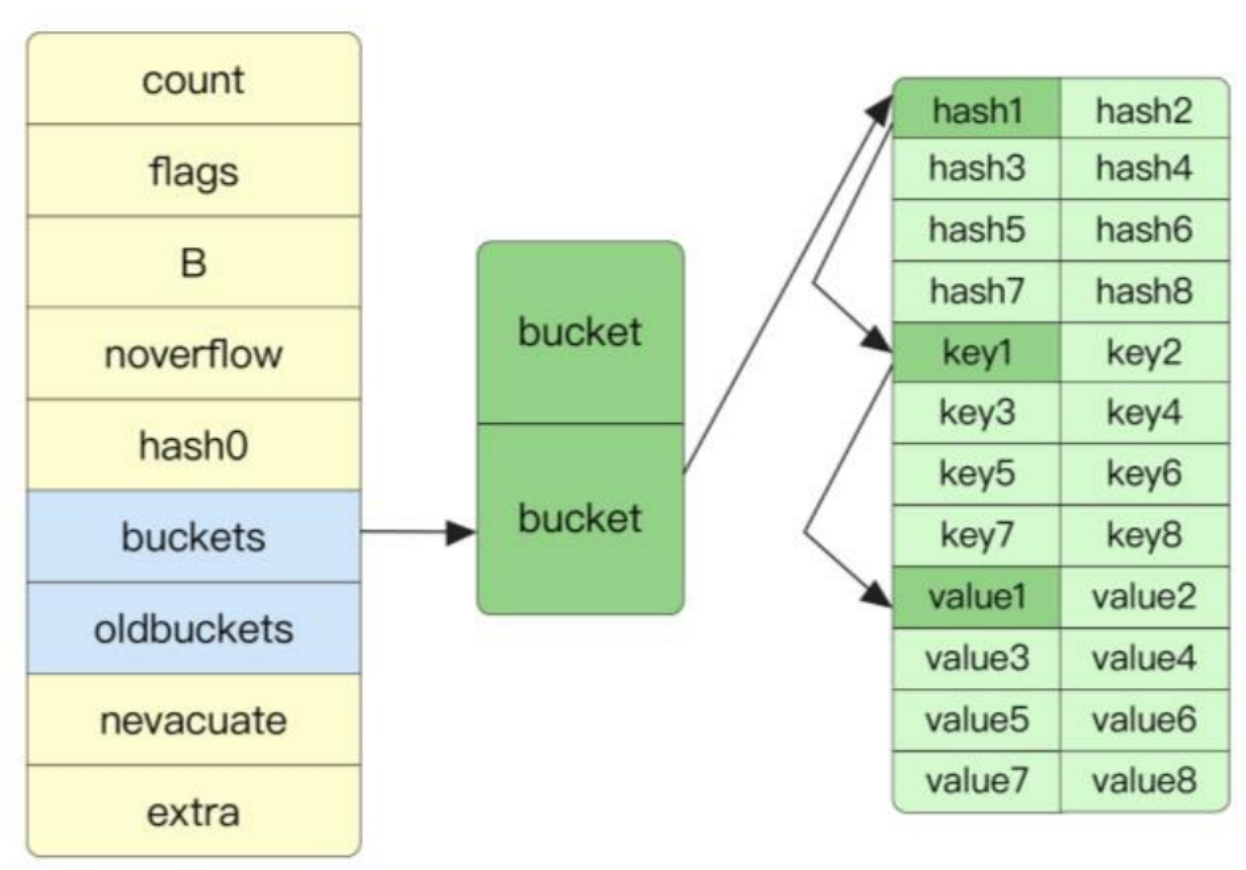 count
flags
B
noverflow
hash0
buckets
oldbuckets
nevacuate
extra
bucket
bucket
hash1 hash2
hash3 hash4
hash5 hash6
hash7 hash8
key1 key2
key3 key4
key5 key6
key7 key8
value1 value2
value3 value4
value5 value6
value7 value8